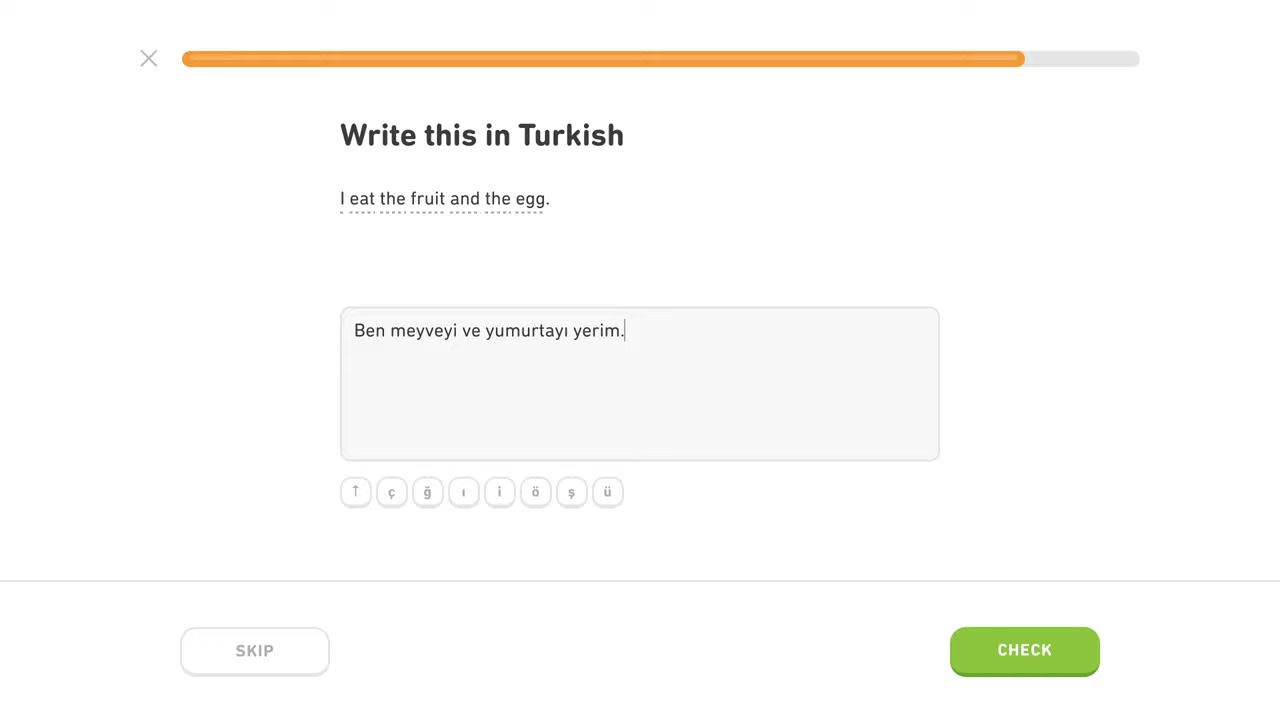 Write this in Turkish
I eat the fruit and the egg.
Ben meyveyi ve yumurtayı yerim.
↑ ç ğ ı i ö ş ü
SKIP CHECK